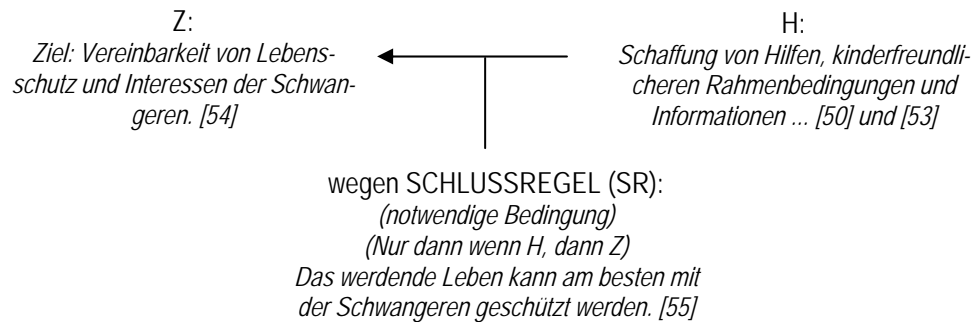 Z:
Ziel: Vereinbarkeit von Lebens-
schutz und Interessen der Schwan-
geren. [54]
H:
Schaffung von Hilfen, kinderfreundli-
cheren Rahmenbedingungen und
Informationen ... [50] und [53]
wegen SCHLUSSREGEL (SR):
(notwendige Bedingung)
(Nur dann wenn H, dann Z)
Das werdende Leben kann am besten mit
der Schwangeren geschützt werden. [55]